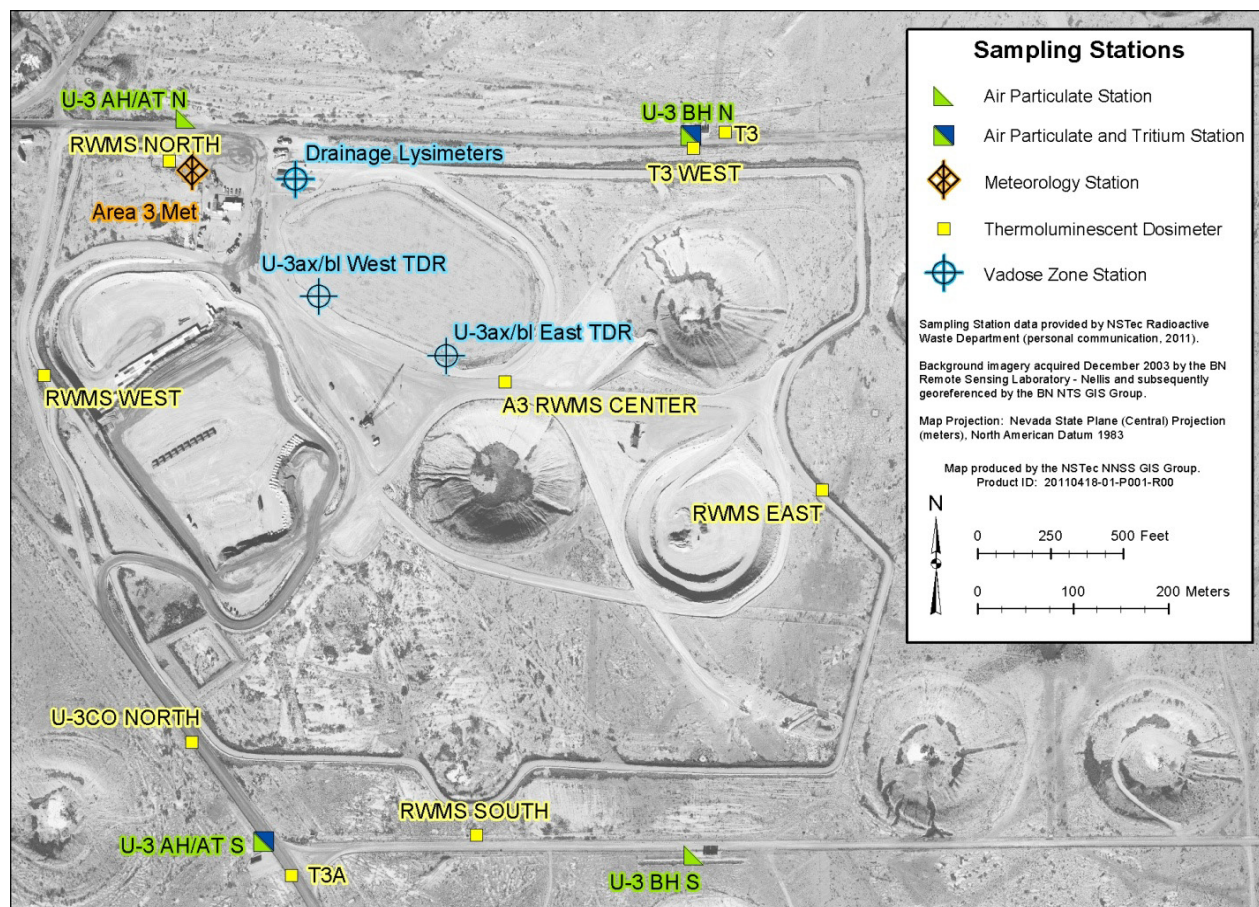 U-3 AH/AT N
RWMS NORTH
Area 3 Met
Drainage Lysimeters
U-3 BH N
T3
T3 WEST
U-3ax/bl West TDR
U-3ax/bl East TDR
RWMS WEST
A3 RWMS CENTER
RWMS EAST
U-3CO NORTH
RWMS SOUTH
U-3 AH/AT S
T3A
U-3 BH S
Sampling Stations
Air Particulate Station
Air Particulate and Tritium Station
Meteorology Station
Thermoluminescent Dosimeter
Vadose Zone Station
Sampling Station data provided by NSTec Radioactive
Waste Department (personal communication, 2011).
Background imagery acquired December 2003 by the BN
Remote Sensing Laboratory - Nellis and subsequently
georeferenced by the BN NTS GIS Group.
Map Projection: Nevada State Plane (Central) Projection
(meters), North American Datum 1983
Map produced by the NSTec NNSS GIS Group.
Product ID: 20110418-01-P001-R00
N
0 250 500 Feet
0 100 200 Meters